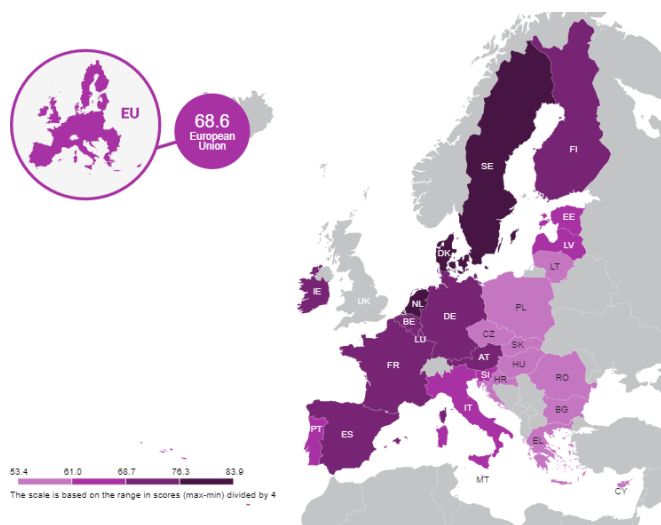 EU
68.6
European
Union
SE
FI
EE
LV
LT
DK
IE
UK
NL
BE
DE
PL
LU
CZ
SK
FR
AT
HU
SI
HR
RO
IT
BG
PT
ES
EL
MT
CY
53.4 61.0 68.7 76.3 83.9
The scale is based on the range in scores (max-min) divided by 4